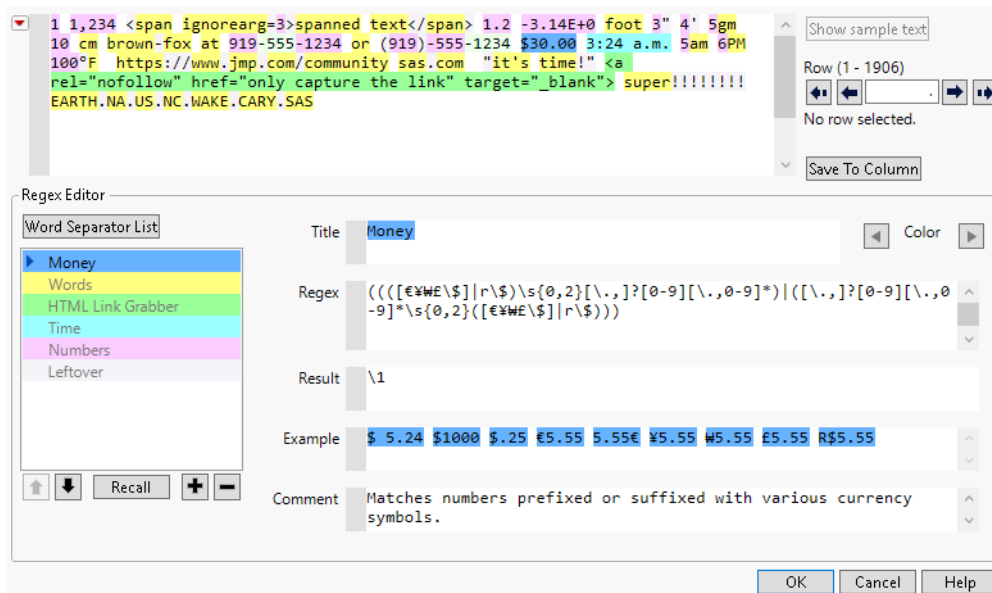 1 1,234 <span ignorearg=3>spanned text</span> 1.2 -3.14E+0 foot 3" 4' 5gm
10 cm brown-fox at 919-555-1234 or (919)-555-1234 $30.00 3:24 a.m. 5am 6PM
100°F  https://www.jmp.com/community sas.com  "it's time!" <a
rel="nofollow" href="only capture the link" target="_blank"> super!!!!!!!!
EARTH.NA.US.NC.WAKE.CARY.SAS
Show sample text
Row (1 - 1906)
.
No row selected.
Save To Column
Regex Editor
Word Separator List
Money
Words
HTML Link Grabber
Time
Numbers
Leftover
Recall
Title
Money
Color
Regex
((([€¥₩£\$]|r\$)\s{0,2}[\.,]?[0-9][\.,0-9]*)|([\.,]?[0-9][\.,0
-9]*\s{0,2}([€¥₩£\$]|r\$)))
Result
\1
Example
$ 5.24 $1000 $.25 €5.55 5.55€ ¥5.55 ₩5.55 £5.55 R$5.55
Comment
Matches numbers prefixed or suffixed with various currency
symbols.
OK
Cancel
Help